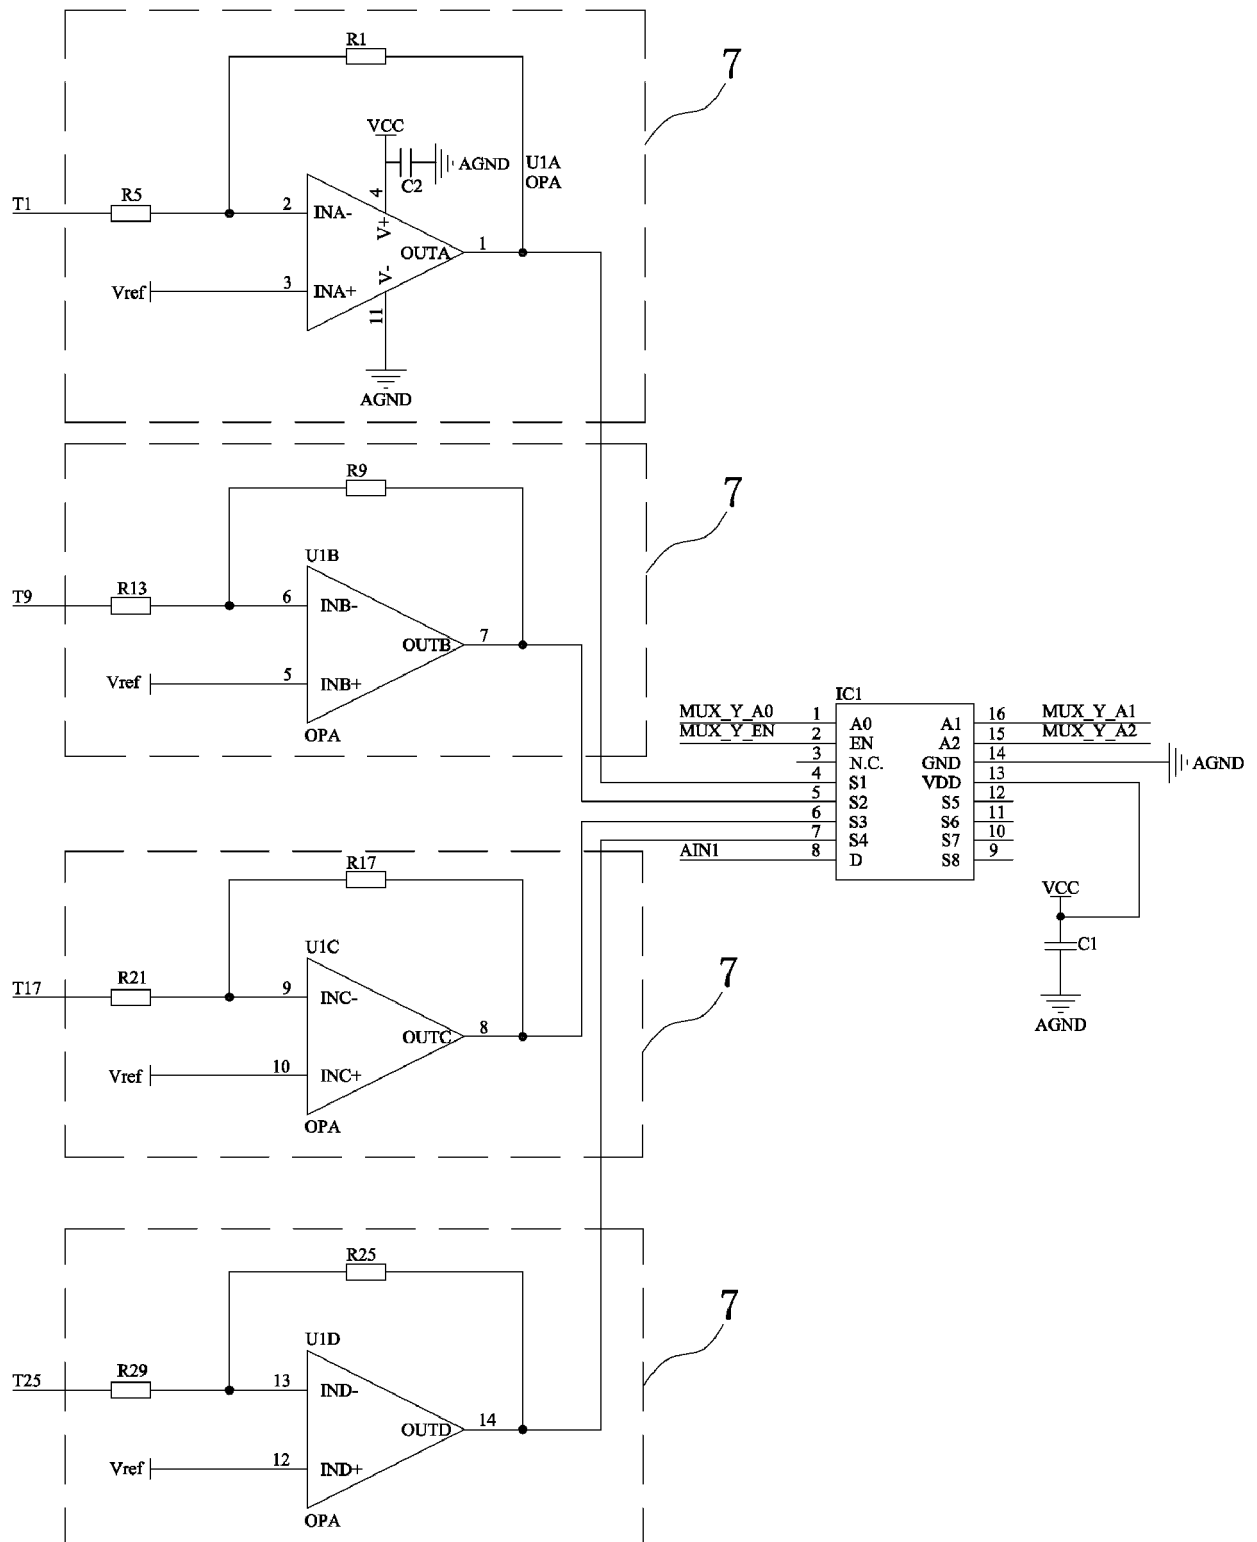 R1
7
VCC
AGND
C2
U1A
OPA
T1
R5
2
INA-
4
V+
OUTA
1
Vref
3
INA+
V-
11
AGND
R9
7
U1B
T9
R13
6
INB-
OUTB
7
Vref
5
INB+
OPA
IC1
MUX_Y_A0
1
A0
A1
16
MUX_Y_A1
MUX_Y_EN
2
EN
A2
15
MUX_Y_A2
3
N.C.
GND
14
AGND
4
S1
VDD
13
5
S2
S5
12
6
S3
S6
11
7
S4
S7
10
AIN1
8
D
S8
9
VCC
C1
AGND
R17
7
U1C
T17
R21
9
INC-
OUTC
8
Vref
10
INC+
OPA
R25
7
U1D
T25
R29
13
IND-
OUTD
14
Vref
12
IND+
OPA